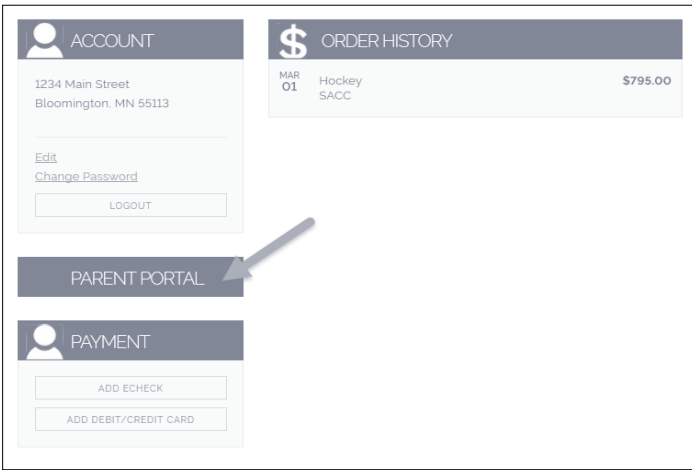 ACCOUNT
1234 Main Street
Bloomington, MN 55113
Edit
Change Password
LOGOUT
PARENT PORTAL
PAYMENT
ADD ECHECK
ADD DEBIT/CREDIT CARD
$ ORDER HISTORY
MAR
01
Hockey
SACC
$795.00